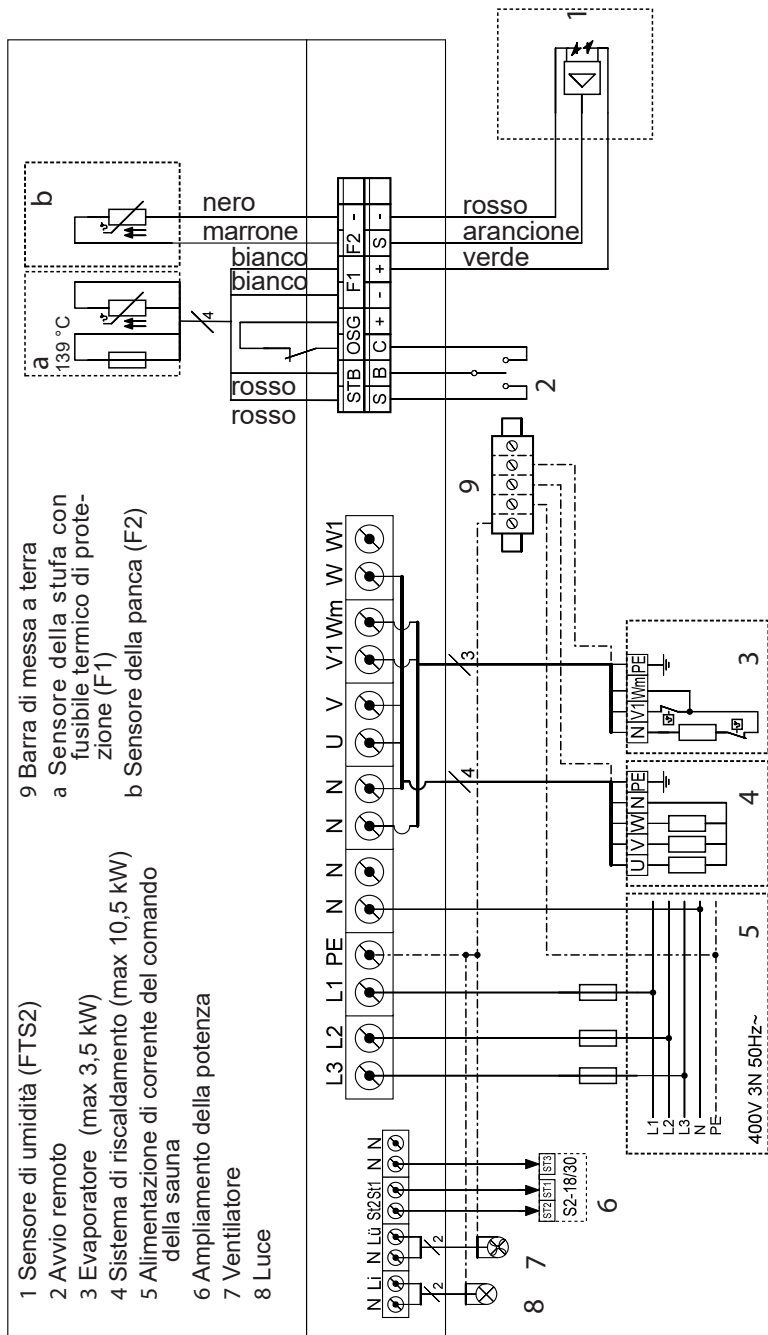 1 Sensore di umidità (FTS2)
2 Avvio remoto
3 Evaporatore (max 3,5 kW)
4 Sistema di riscaldamento (max 10,5 kW)
5 Alimentazione di corrente del comando
della sauna
6 Ampliamento della potenza
7 Ventilatore
8 Luce
9 Barra di messa a terra
a Sensore della stufa con
fusibile termico di prote-
zione (F1)
b Sensore della panca (F2)
a
139 °C
b
4
rosso
rosso
bianco
bianco
marrone
nero
STB OSG F1 F2 -
S B C + - + S -
verde
arancione
rosso
1
2
N Li N Lü St2 St1 N N
L3 L2 L1 PE N N N N U V V1 Wm W W1
9
2
2
4
3
8
7
ST2 ST1 ST3
S2-18/30
6
L1
L2
L3
N
PE
400V 3N 50Hz~
5
U V W N PE
4
N V1 Wm PE
3